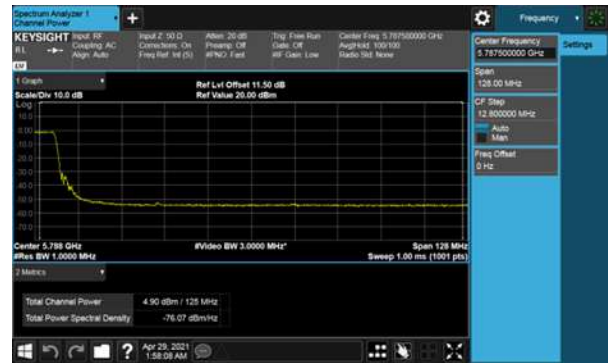 Spectrum Analyzer 1
Channel Power
+
Frequency
KEYSIGHT
Input: RF
Coupling: AC
Align: Auto
Input Z: 50 Ω
Corrections: On
Freq Ref: Int (S)
Atten: 20 dB
Preamp: Off
#PNO: Fast
Trig: Free Run
Gate: Off
#IF Gain: Low
Center Freq: 5.787500000 GHz
Avg|Hold: 100/100
Radio Std: None
Center Frequency
5.787500000 GHz
Settings
Span
128.00 MHz
CF Step
12.800000 MHz
Auto
Man
Freq Offset
0 Hz
1 Graph
Scale/Div 10.0 dB
Ref Lvl Offset 11.50 dB
Ref Value 20.00 dBm
Log
10.0
0.00
-10.0
-20.0
-30.0
-40.0
-50.0
-60.0
-70.0
Center 5.788 GHz
#Res BW 1.0000 MHz
#Video BW 3.0000 MHz*
Span 128 MHz
Sweep 1.00 ms (1001 pts)
2 Metrics
Total Channel Power
4.90 dBm / 125 MHz
Total Power Spectral Density
-76.07 dBm/Hz
?
Apr 29, 2021
1:58:08 AM